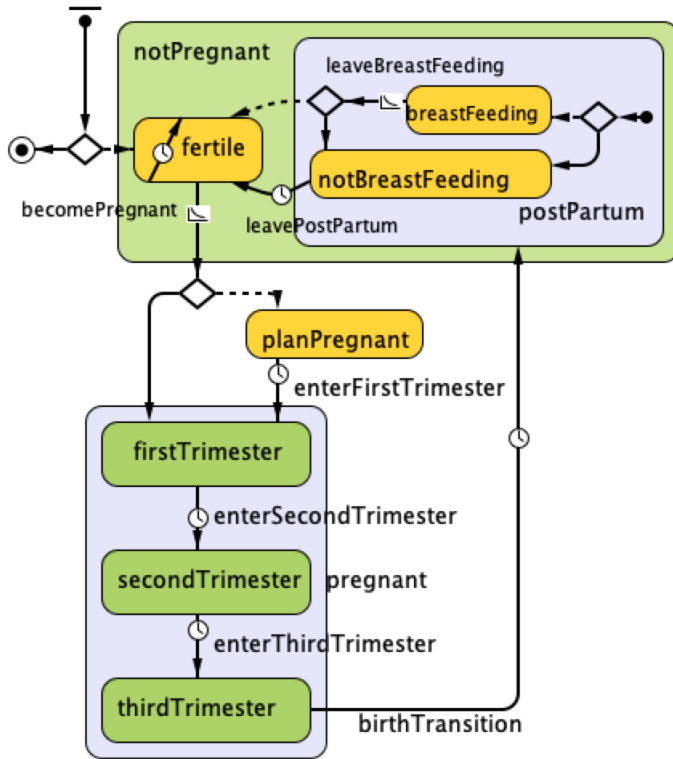 notPregnant
leaveBreastFeeding
breastFeeding
fertile
notBreastFeeding
becomePregnant
leavePostPartum
postPartum
planPregnant
enterFirstTrimester
firstTrimester
enterSecondTrimester
secondTrimester
pregnant
enterThirdTrimester
thirdTrimester
birthTransition